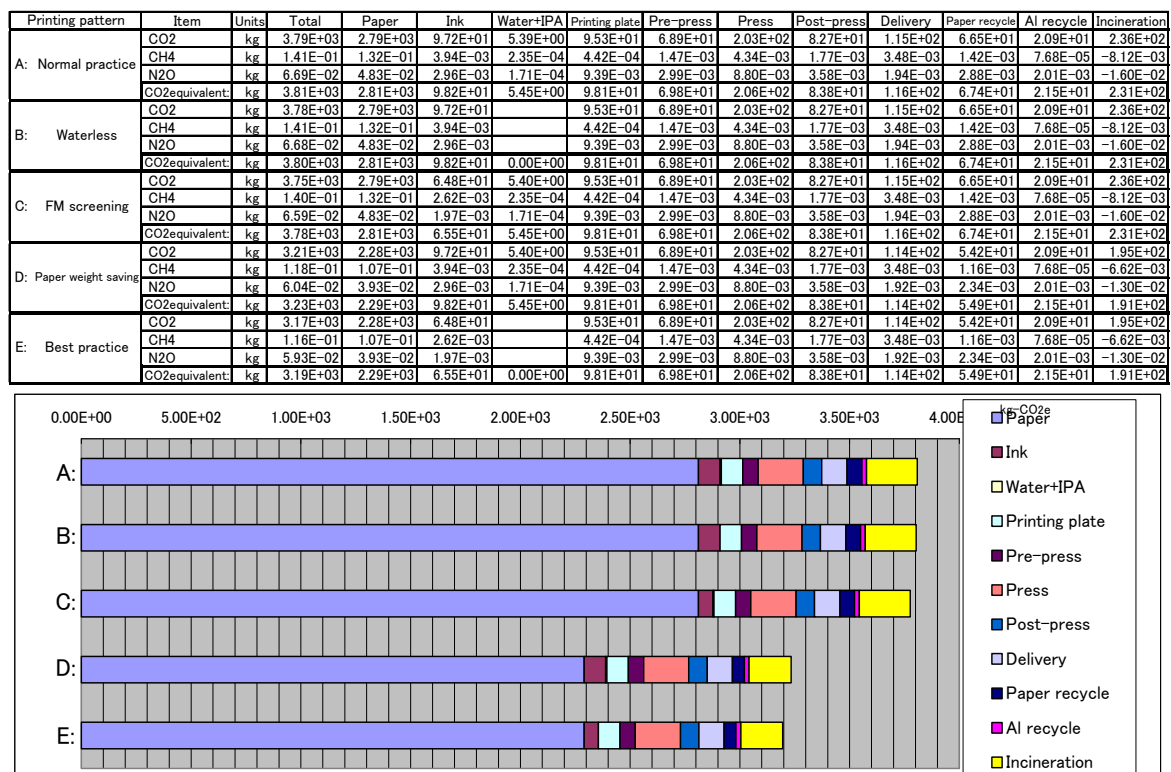 Printing pattern Item Units Total Paper Ink Water+IPA Printing plate Pre-press Press Post-press Delivery Paper recycle Al recycle Incineration
CO2 kg 3.79E+03 2.79E+03 9.72E+01 5.39E+00 9.53E+01 6.89E+01 2.03E+02 8.27E+01 1.15E+02 6.65E+01 2.09E+01 2.36E+02
A: Normal practice CH4 kg 1.41E-01 1.32E-01 3.94E-03 2.35E-04 4.42E-04 1.47E-03 4.34E-03 1.77E-03 3.48E-03 1.42E-03 7.68E-05 -8.12E-03
N2O kg 6.69E-02 4.83E-02 2.96E-03 1.71E-04 9.39E-03 2.99E-03 8.80E-03 3.58E-03 1.94E-03 2.88E-03 2.01E-03 -1.60E-02
CO2equivalent: kg 3.81E+03 2.81E+03 9.82E+01 5.45E+00 9.81E+01 6.98E+01 2.06E+02 8.38E+01 1.16E+02 6.74E+01 2.15E+01 2.31E+02
CO2 kg 3.78E+03 2.79E+03 9.72E+01 9.53E+01 6.89E+01 2.03E+02 8.27E+01 1.15E+02 6.65E+01 2.09E+01 2.36E+02
B: Waterless CH4 kg 1.41E-01 1.32E-01 3.94E-03 4.42E-04 1.47E-03 4.34E-03 1.77E-03 3.48E-03 1.42E-03 7.68E-05 -8.12E-03
N2O kg 6.68E-02 4.83E-02 2.96E-03 9.39E-03 2.99E-03 8.80E-03 3.58E-03 1.94E-03 2.88E-03 2.01E-03 -1.60E-02
CO2equivalent: kg 3.80E+03 2.81E+03 9.82E+01 0.00E+00 9.81E+01 6.98E+01 2.06E+02 8.38E+01 1.16E+02 6.74E+01 2.15E+01 2.31E+02
CO2 kg 3.75E+03 2.79E+03 6.48E+01 5.40E+00 9.53E+01 6.89E+01 2.03E+02 8.27E+01 1.15E+02 6.65E+01 2.09E+01 2.36E+02
C: FM screening CH4 kg 1.40E-01 1.32E-01 2.62E-03 2.35E-04 4.42E-04 1.47E-03 4.34E-03 1.77E-03 3.48E-03 1.42E-03 7.68E-05 -8.12E-03
N2O kg 6.59E-02 4.83E-02 1.97E-03 1.71E-04 9.39E-03 2.99E-03 8.80E-03 3.58E-03 1.94E-03 2.88E-03 2.01E-03 -1.60E-02
CO2equivalent: kg 3.78E+03 2.81E+03 6.55E+01 5.45E+00 9.81E+01 6.98E+01 2.06E+02 8.38E+01 1.16E+02 6.74E+01 2.15E+01 2.31E+02
CO2 kg 3.21E+03 2.28E+03 9.72E+01 5.40E+00 9.53E+01 6.89E+01 2.03E+02 8.27E+01 1.14E+02 5.42E+01 2.09E+01 1.95E+02
D: Paper weight saving CH4 kg 1.18E-01 1.07E-01 3.94E-03 2.35E-04 4.42E-04 1.47E-03 4.34E-03 1.77E-03 3.48E-03 1.16E-03 7.68E-05 -6.62E-03
N2O kg 6.04E-02 3.93E-02 2.96E-03 1.71E-04 9.39E-03 2.99E-03 8.80E-03 3.58E-03 1.92E-03 2.34E-03 2.01E-03 -1.30E-02
CO2equivalent: kg 3.23E+03 2.29E+03 9.82E+01 5.45E+00 9.81E+01 6.98E+01 2.06E+02 8.38E+01 1.14E+02 5.49E+01 2.15E+01 1.91E+02
CO2 kg 3.17E+03 2.28E+03 6.48E+01 9.53E+01 6.89E+01 2.03E+02 8.27E+01 1.14E+02 5.42E+01 2.09E+01 1.95E+02
E: Best practice CH4 kg 1.16E-01 1.07E-01 2.62E-03 4.42E-04 1.47E-03 4.34E-03 1.77E-03 3.48E-03 1.16E-03 7.68E-05 -6.62E-03
N2O kg 5.93E-02 3.93E-02 1.97E-03 9.39E-03 2.99E-03 8.80E-03 3.58E-03 1.92E-03 2.34E-03 2.01E-03 -1.30E-02
CO2equivalent: kg 3.19E+03 2.29E+03 6.55E+01 0.00E+00 9.81E+01 6.98E+01 2.06E+02 8.38E+01 1.14E+02 5.49E+01 2.15E+01 1.91E+02
0.00E+00 5.00E+02 1.00E+03 1.50E+03 2.00E+03 2.50E+03 3.00E+03 3.50E+03 4.00E
kg-CO2e
A:
B:
C:
D:
E:
Paper
Ink
Water+IPA
Printing plate
Pre-press
Press
Post-press
Delivery
Paper recycle
Al recycle
Incineration